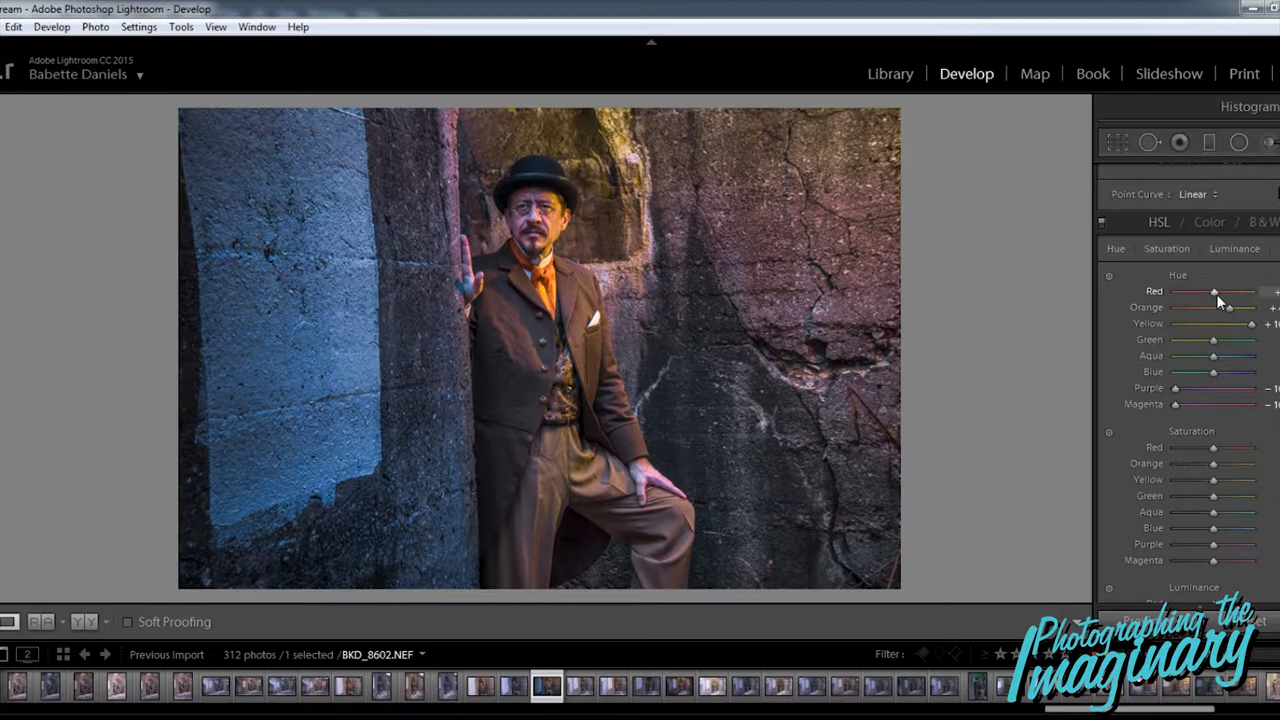 ream - Adobe Photoshop Lightroom - Develop
Edit Develop Photo Settings Tools View Window Help
Adobe Lightroom CC 2015
Babette Daniels
Library | Develop | Map | Book | Slideshow | Print
Histogram
Point Curve : Linear
HSL / Color / B&W
Hue Saturation Luminance
Hue
Red
Orange
Yellow
Green
Aqua
Blue
Purple
Magenta
Saturation
Red
Orange
Yellow
Green
Aqua
Blue
Purple
Magenta
Luminance
Soft Proofing
2 Previous Import 312 photos /1 selected /BKD_8602.NEF Filter :
Photographing the
Imaginary